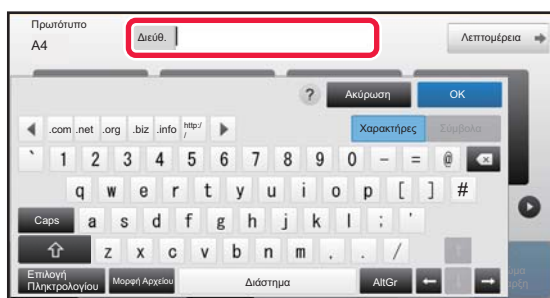 Πρωτότυπο
A4
Διεύθ.
Λεπτομέρεια
? Ακύρωση OK
.com .net .org .biz .info http:/ /
Χαρακτήρες Σύμβολα
` 1 2 3 4 5 6 7 8 9 0 - = @
q w e r t y u i o p [ ] #
Caps a s d f g h j k l ; '
z x c v b n m , . /
Επιλογή
Πληκτρολογίου
Μορφή Αρχείου Διάστημα AltGr